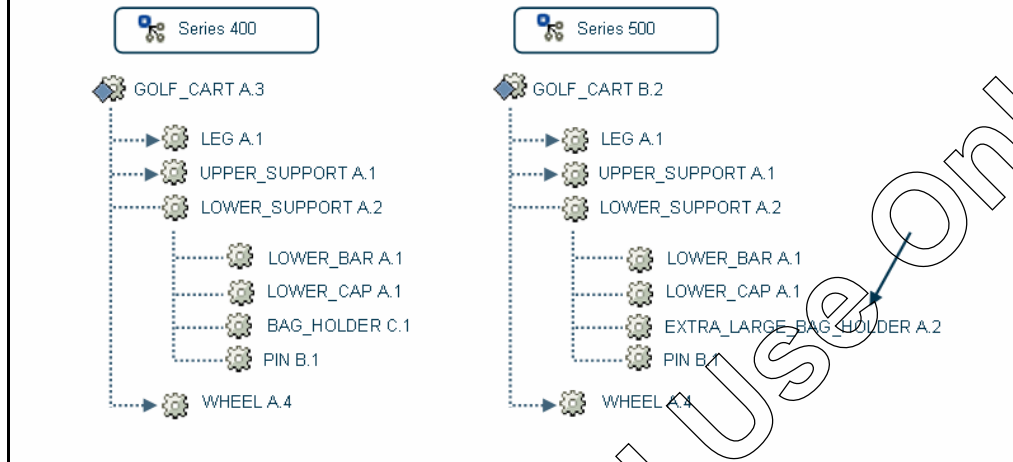 Series 400
GOLF_CART A.3
LEG A.1
UPPER_SUPPORT A.1
LOWER_SUPPORT A.2
LOWER_BAR A.1
LOWER_CAP A.1
BAG_HOLDER C.1
PIN B.1
WHEEL A.4
Series 500
GOLF_CART B.2
LEG A.1
UPPER_SUPPORT A.1
LOWER_SUPPORT A.2
LOWER_BAR A.1
LOWER_CAP A.1
EXTRA_LARGE_BAG_HOLDER A.2
PIN B.1
WHEEL A.4
Use